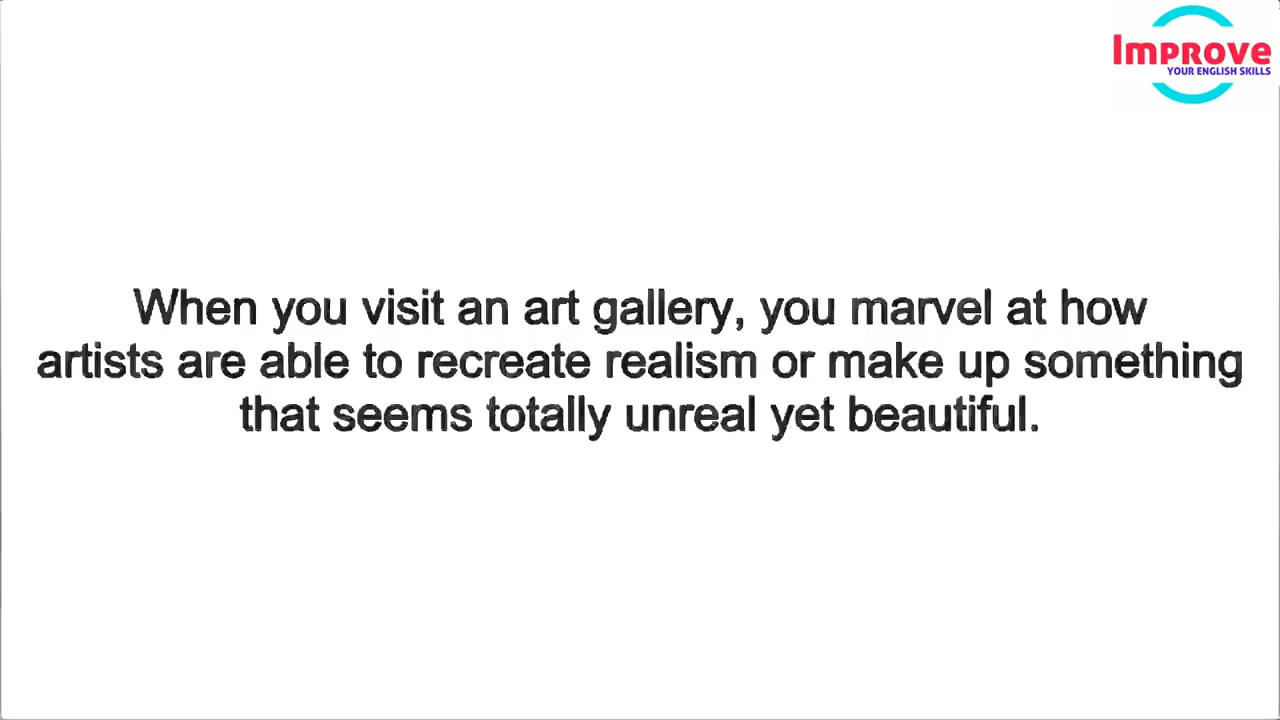 Improve
YOUR ENGLISH SKILLS
When you visit an art gallery, you marvel at how
artists are able to recreate realism or make up something
that seems totally unreal yet beautiful.